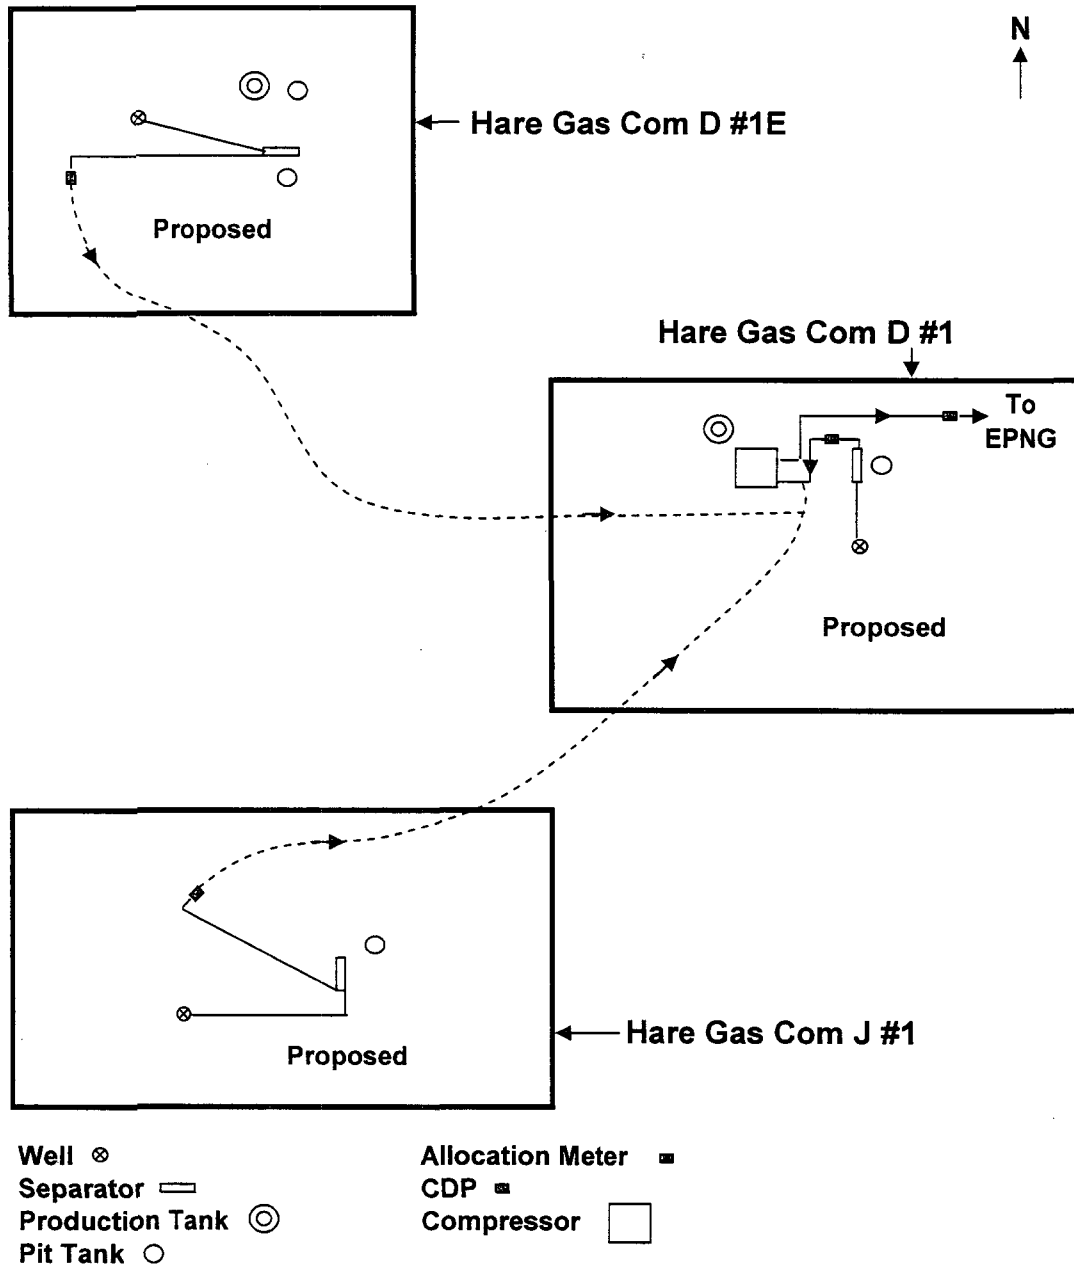 N
Hare Gas Com D #1E
Proposed
Hare Gas Com D #1
To
EPNG
Proposed
Hare Gas Com J #1
Proposed
Well
Separator
Production Tank
Pit Tank
Allocation Meter
CDP
Compressor